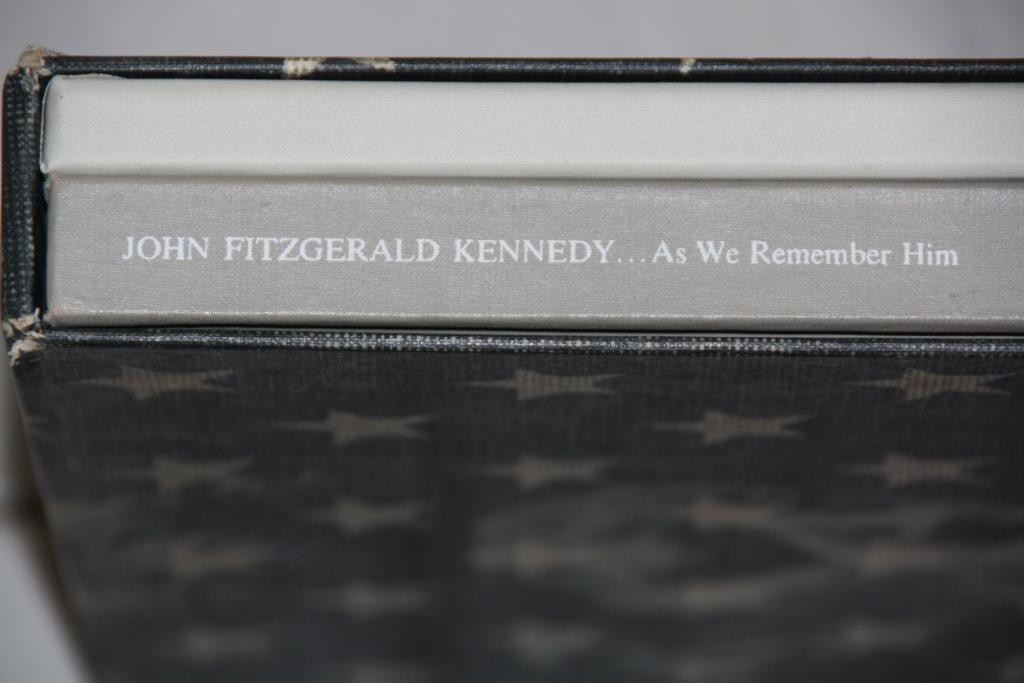 JOHN FITZGERALD KENNEDY...As We Remember Him